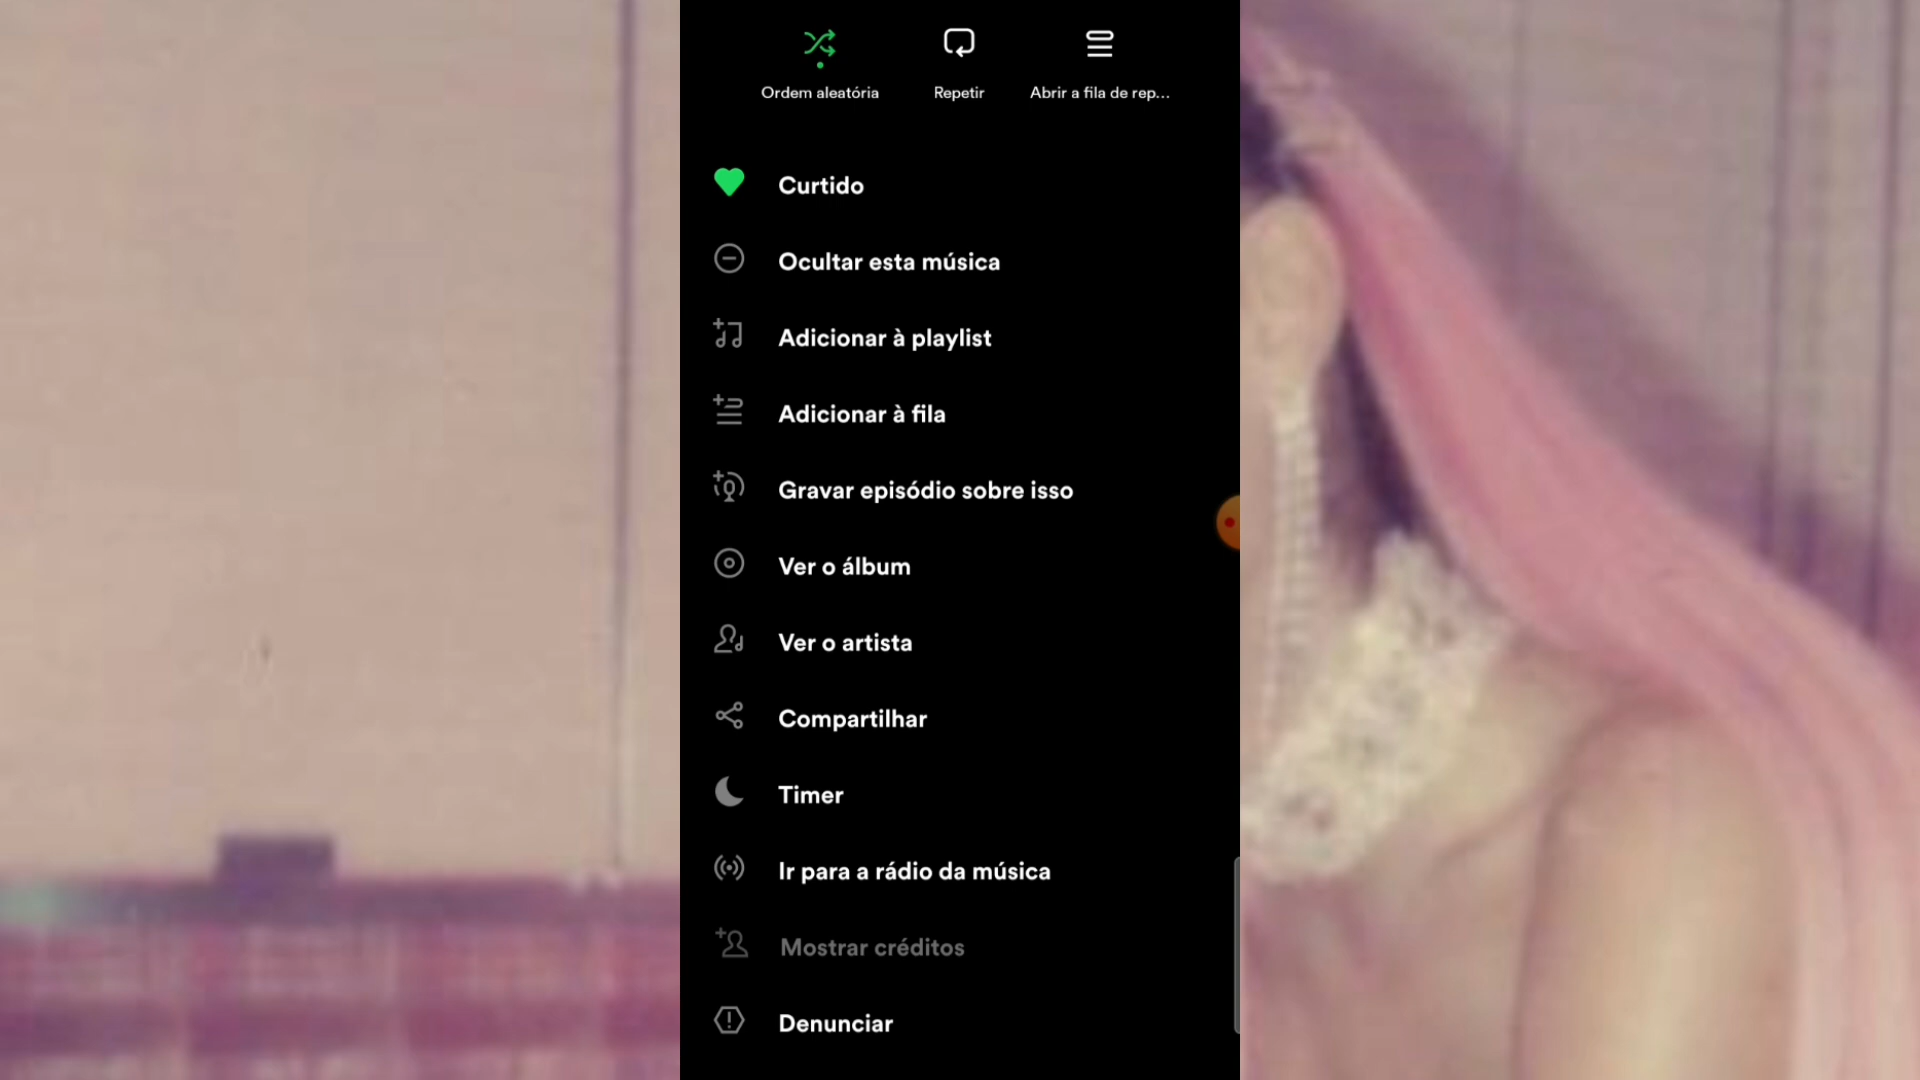 Ordem aleatória
Repetir
Abrir a fila de rep...
Curtido
Ocultar esta música
Adicionar à playlist
Adicionar à fila
Gravar episódio sobre isso
Ver o álbum
Ver o artista
Compartilhar
Timer
Ir para a rádio da música
Mostrar créditos
Denunciar